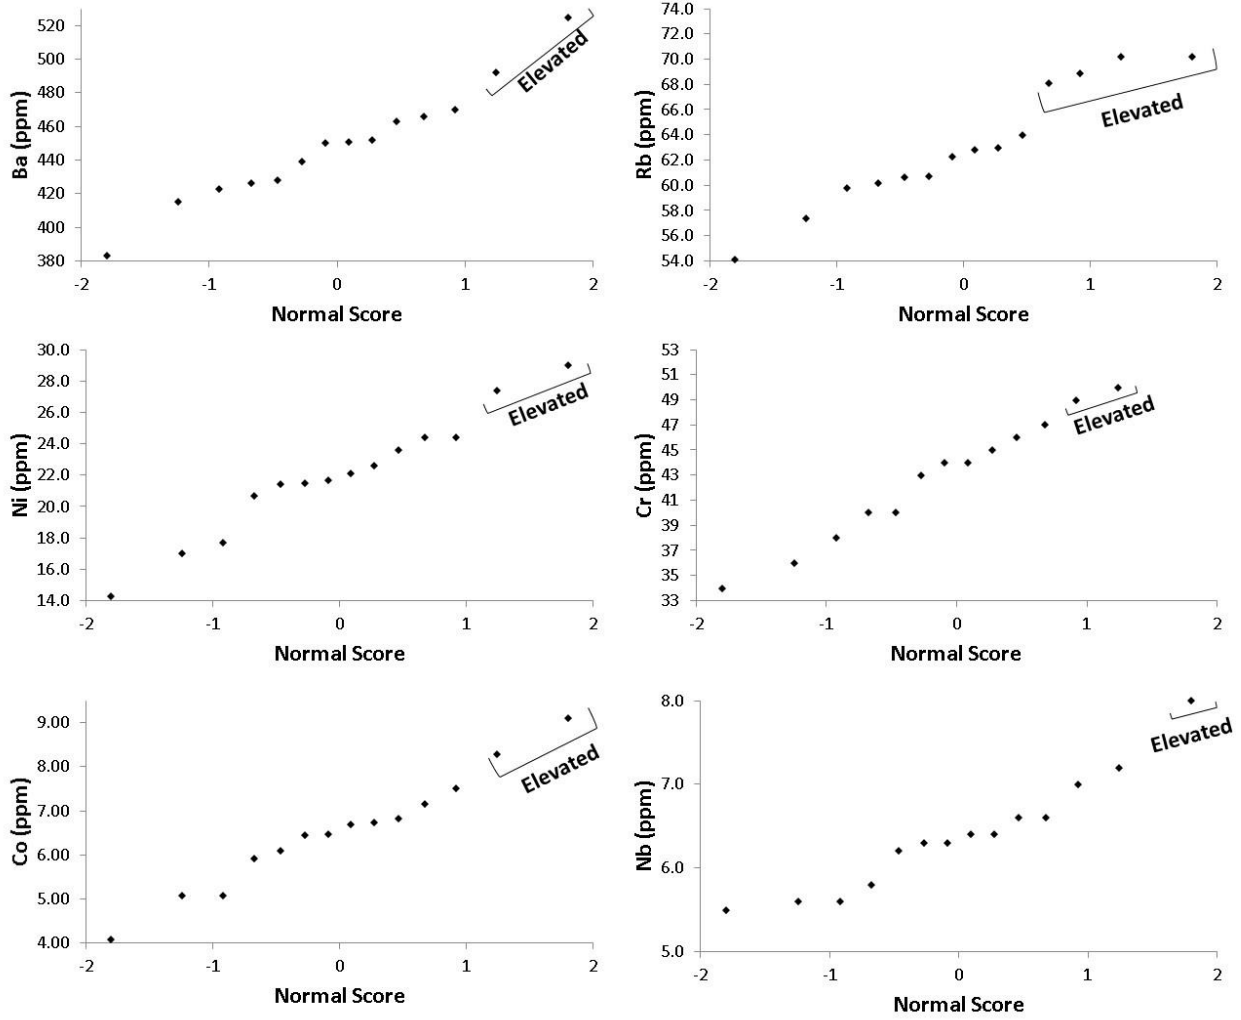 520
500
480
460
440
420
400
380
Ba (ppm)
Elevated
-2 -1 0 1 2
Normal Score
74.0
72.0
70.0
68.0
66.0
64.0
62.0
60.0
58.0
56.0
54.0
Rb (ppm)
Elevated
-2 -1 0 1 2
Normal Score
30.0
28.0
26.0
24.0
22.0
20.0
18.0
16.0
14.0
Ni (ppm)
Elevated
-2 -1 0 1 2
Normal Score
53
51
49
47
45
43
41
39
37
35
33
Cr (ppm)
Elevated
-2 -1 0 1 2
Normal Score
9.00
8.00
7.00
6.00
5.00
4.00
Co (ppm)
Elevated
-2 -1 0 1 2
Normal Score
8.0
7.0
6.0
5.0
Nb (ppm)
Elevated
-2 -1 0 1 2
Normal Score